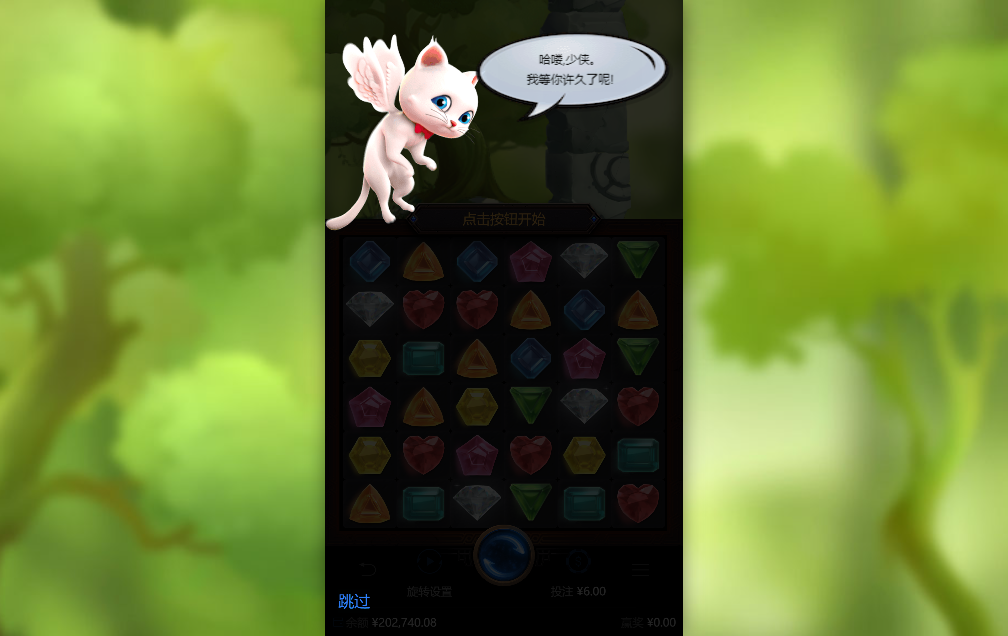 哈喽,少侠。
我等你许久了呢!
点击按钮开始
旋转设置
投注 ¥6.00
跳过
余额 ¥202,740.08
赢奖 ¥0.00